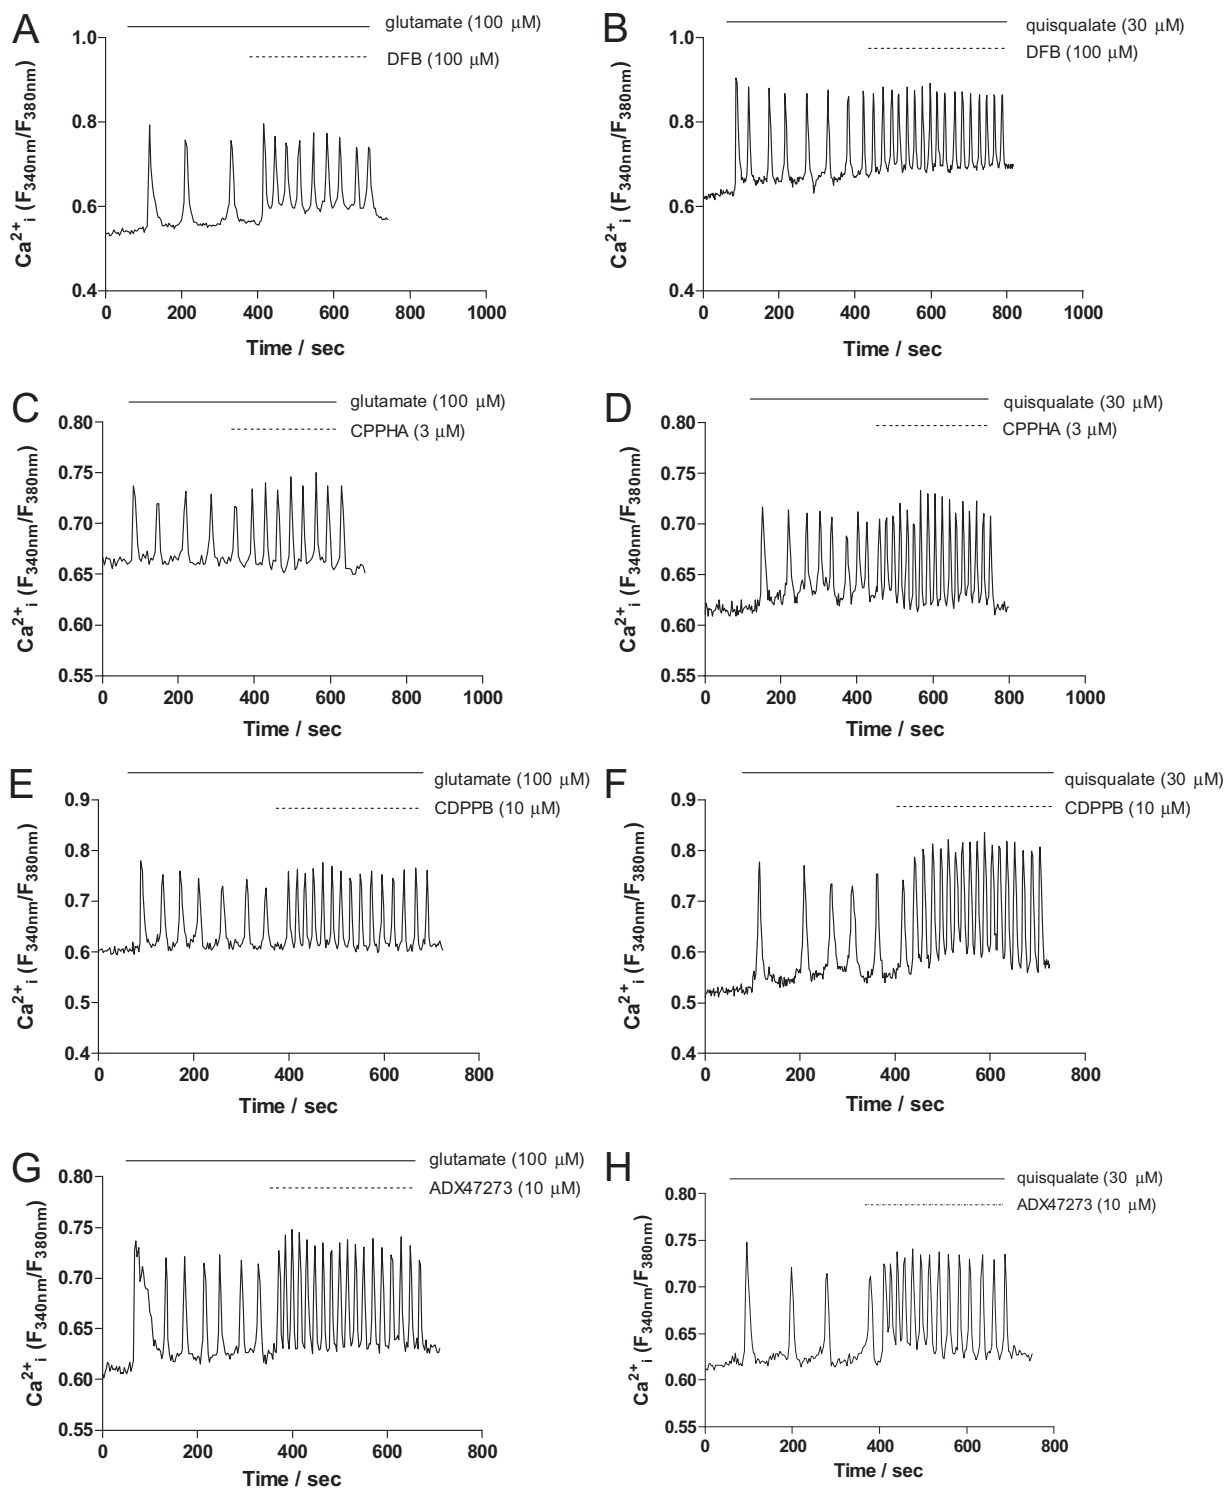 A
glutamate (100 μM)
DFB (100 μM)
Ca2+i (F340nm/F380nm)
1.0
0.8
0.6
0.4
0 200 400 600 800 1000
Time / sec
B
quisqualate (30 μM)
DFB (100 μM)
Ca2+i (F340nm/F380nm)
1.0
0.8
0.6
0.4
0 200 400 600 800 1000
Time / sec
C
glutamate (100 μM)
CPPHA (3 μM)
Ca2+i (F340nm/F380nm)
0.80
0.75
0.70
0.65
0.60
0.55
0 200 400 600 800 1000
Time / sec
D
quisqualate (30 μM)
CPPHA (3 μM)
Ca2+i (F340nm/F380nm)
0.80
0.75
0.70
0.65
0.60
0.55
0 200 400 600 800 1000
Time / sec
E
glutamate (100 μM)
CDPPB (10 μM)
Ca2+i (F340nm/F380nm)
0.9
0.8
0.7
0.6
0.5
0.4
0 200 400 600 800
Time / sec
F
quisqualate (30 μM)
CDPPB (10 μM)
Ca2+i (F340nm/F380nm)
0.9
0.8
0.7
0.6
0.5
0.4
0 200 400 600 800
Time / sec
G
glutamate (100 μM)
ADX47273 (10 μM)
Ca2+i (F340nm/F380nm)
0.80
0.75
0.70
0.65
0.60
0.55
0 200 400 600 800
Time / sec
H
quisqualate (30 μM)
ADX47273 (10 μM)
Ca2+i (F340nm/F380nm)
0.80
0.75
0.70
0.65
0.60
0.55
0 200 400 600 800
Time / sec